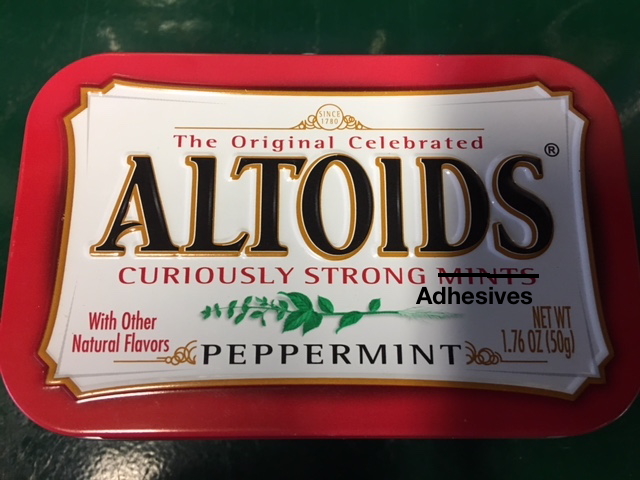 SINCE
1780
The Original Celebrated
ALTOIDS®
CURIOUSLY STRONG MINTS
Adhesives
With Other
Natural Flavors
NET WT
1.76 OZ (50g)
PEPPERMINT